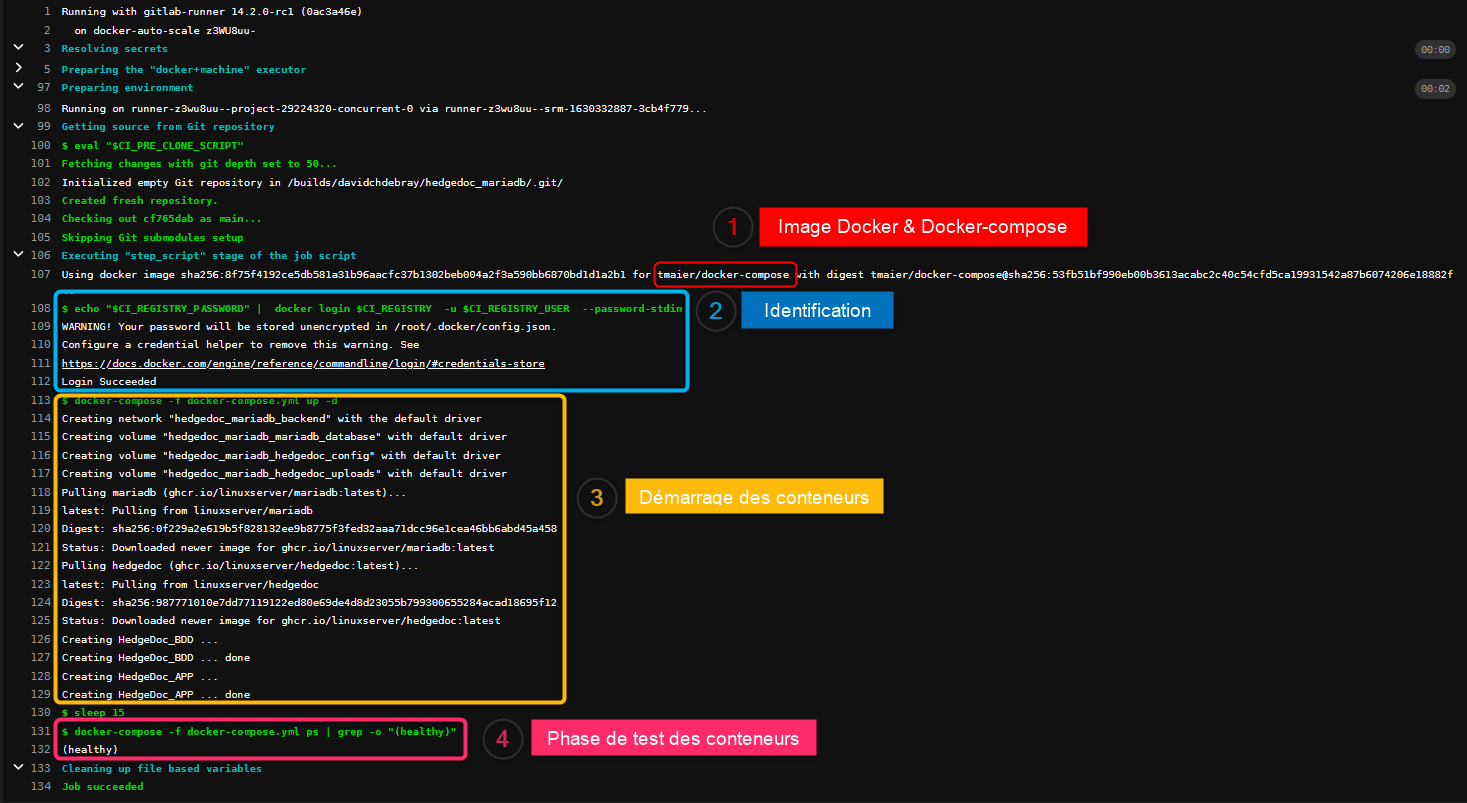 1 Running with gitlab-runner 14.2.0-rc1 (0ac3a46e)
2 on docker-auto-scale z3WU8uu-
3 Resolving secrets 00:00
5 Preparing the "docker+machine" executor
97 Preparing environment 00:02
98 Running on runner-z3wu8uu--project-29224320-concurrent-0 via runner-z3wu8uu--srm-1630332887-3cb4f779...
99 Getting source from Git repository
100 $ eval "$CI_PRE_CLONE_SCRIPT"
101 Fetching changes with git depth set to 50...
102 Initialized empty Git repository in /builds/davidchdebray/hedgedoc_mariadb/.git/
103 Created fresh repository.
104 Checking out cf765dab as main...
105 Skipping Git submodules setup
1 Image Docker & Docker-compose
106 Executing "step_script" stage of the job script
107 Using docker image sha256:8f75f4192ce5db581a31b96aacfc37b1302beb004a2f3a590bb6870bd1d1a2b1 for tmaier/docker-compose with digest tmaier/docker-compose@sha256:53fb51bf990eb00b3613acabc2c40c54cfd5ca19931542a87b6074206e18882f
108 $ echo "$CI_REGISTRY_PASSWORD" | docker login $CI_REGISTRY -u $CI_REGISTRY_USER --password-stdin
2 Identification
109 WARNING! Your password will be stored unencrypted in /root/.docker/config.json.
110 Configure a credential helper to remove this warning. See
111 https://docs.docker.com/engine/reference/commandline/login/#credentials-store
112 Login Succeeded
113 $ docker-compose -f docker-compose.yml up -d
114 Creating network "hedgedoc_mariadb_backend" with the default driver
115 Creating volume "hedgedoc_mariadb_mariadb_database" with default driver
116 Creating volume "hedgedoc_mariadb_hedgedoc_config" with default driver
117 Creating volume "hedgedoc_mariadb_hedgedoc_uploads" with default driver
118 Pulling mariadb (ghcr.io/linuxserver/mariadb:latest)...
3 Démarrage des conteneurs
119 latest: Pulling from linuxserver/mariadb
120 Digest: sha256:0f229a2e619b5f828132ee9b8775f3fed32aaa71dcc96e1cea46bb6abd45a458
121 Status: Downloaded newer image for ghcr.io/linuxserver/mariadb:latest
122 Pulling hedgedoc (ghcr.io/linuxserver/hedgedoc:latest)...
123 latest: Pulling from linuxserver/hedgedoc
124 Digest: sha256:987771010e7dd77119122ed80e69de4d8d23055b799300655284acad18695f12
125 Status: Downloaded newer image for ghcr.io/linuxserver/hedgedoc:latest
126 Creating HedgeDoc_BDD ...
127 Creating HedgeDoc_BDD ... done
128 Creating HedgeDoc_APP ...
129 Creating HedgeDoc_APP ... done
130 $ sleep 15
131 $ docker-compose -f docker-compose.yml ps | grep -o "(healthy)"
4 Phase de test des conteneurs
132 (healthy)
133 Cleaning up file based variables
134 Job succeeded